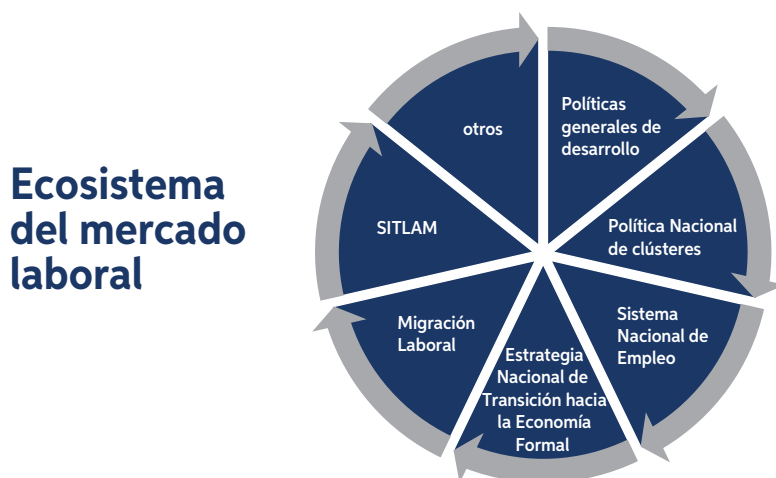 Ecosistema
del mercado
laboral
Políticas
generales de
desarrollo
Política Nacional
de clústeres
Sistema
Nacional de
Empleo
Estrategia
Nacional de
Transición hacia
la Economía
Formal
Migración
Laboral
SITLAM
otros